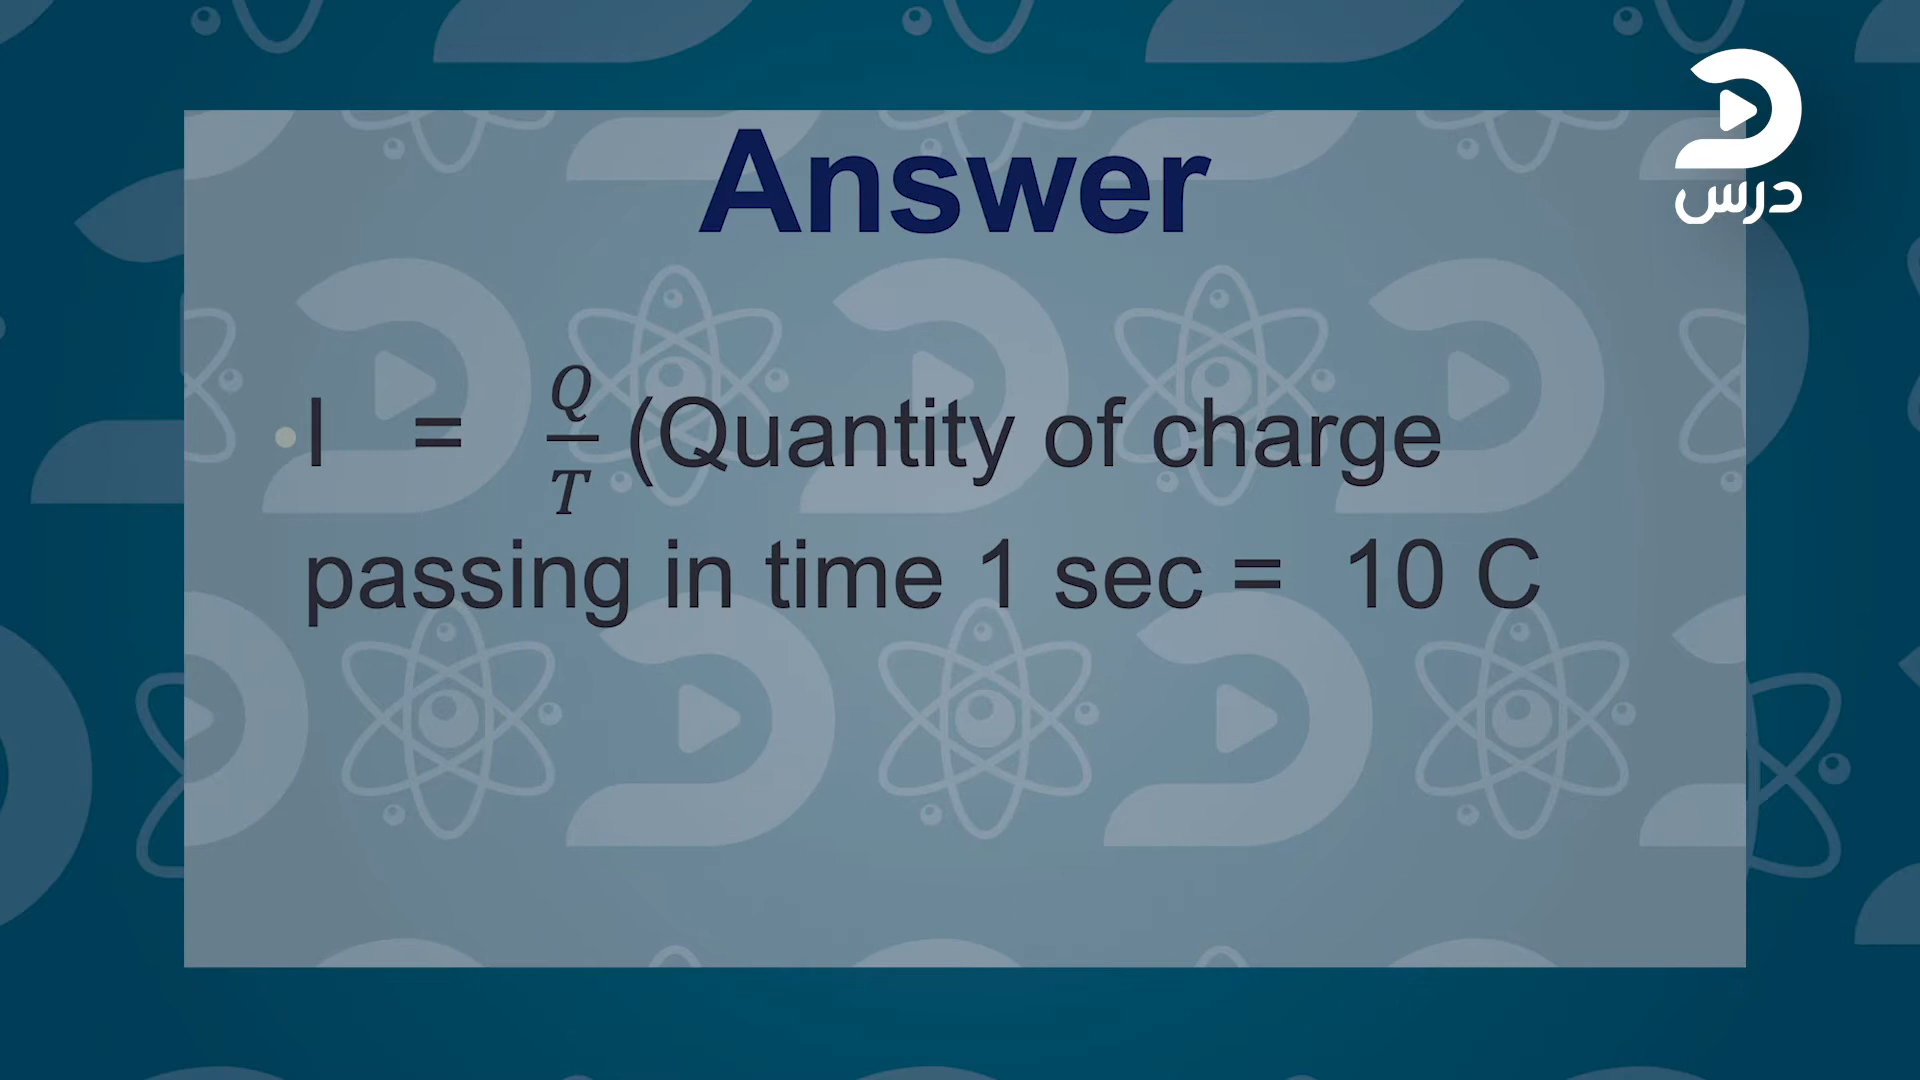 درس
Answer
I = Q/T (Quantity of charge
passing in time 1 sec = 10 C